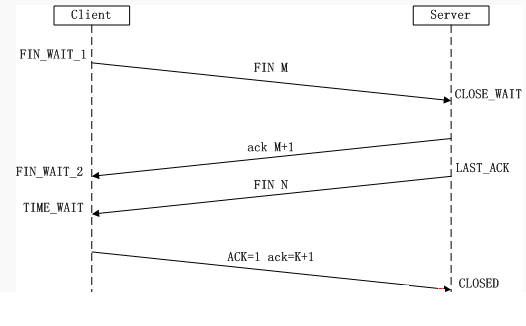 Client
Server
FIN_WAIT_1
FIN M
CLOSE_WAIT
ack M+1
FIN_WAIT_2
LAST_ACK
FIN N
TIME_WAIT
ACK=1 ack=K+1
CLOSED